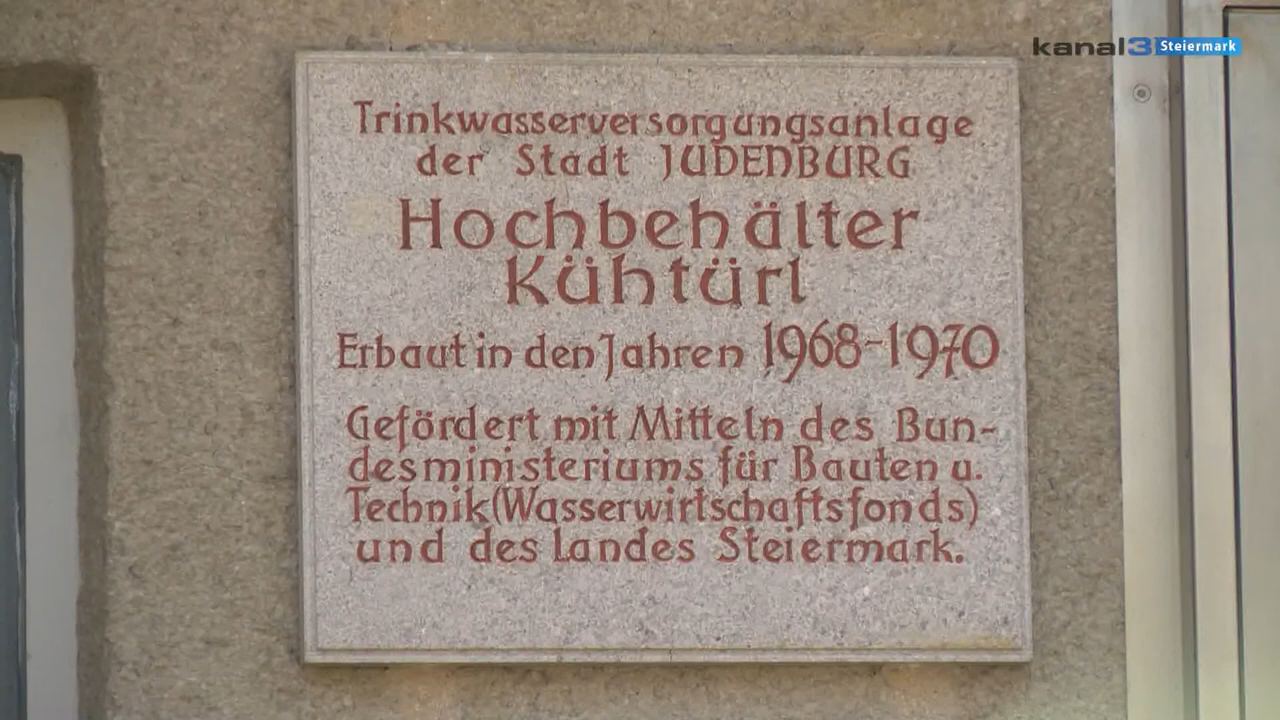 kanal3 Steiermark
Trinkwasserversorgungsanlage
der Stadt JUDENBURG
Hochbehälter
Kühtürl
Erbaut in den Jahren 1968-1970
Gefördert mit Mitteln des Bun-
desministeriums für Bauten u.
Technik (Wasserwirtschaftsfonds)
und des Landes Steiermark.